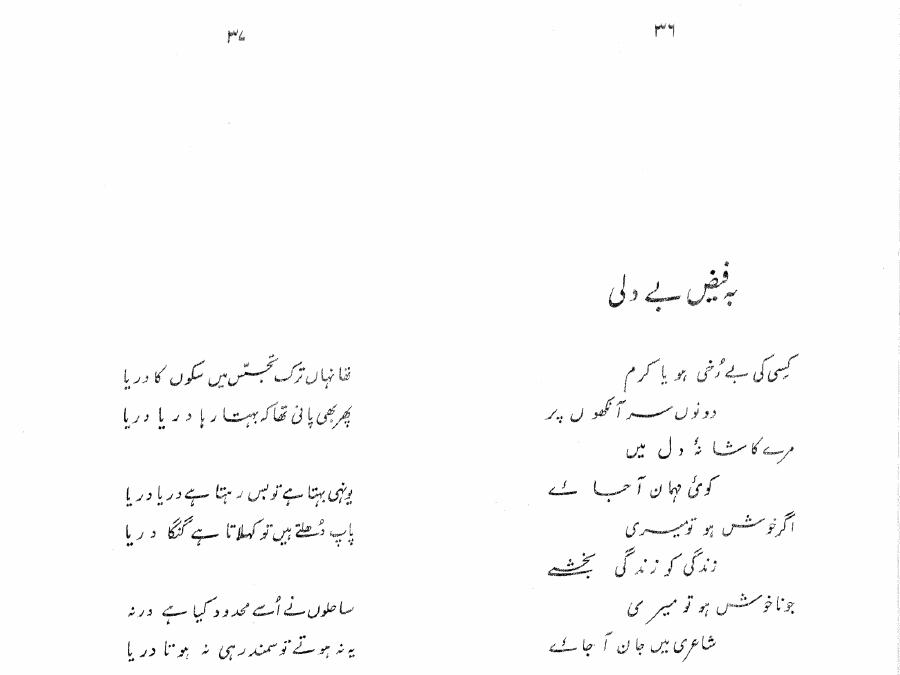 ۳۶
بہ فیض بے دلی
کِسی کی بے رُخی ہو یا کرم
دونوں سر آنکھوں پر
مرے کاشانۂ دل میں
کوئی مہمان آ جائے
اگر خوش ہو تو میری
زندگی کو زندگی بخشے
جو ناخوش ہو تو میری
شاعری میں جان آ جائے
۳۷
تھا نہاں ترکِ تجسّس میں سکوں کا دریا
پھر بھی پانی تھا کہ بہتا رہا دریا دریا
یونہی بہتا ہے تو بس رہتا ہے دریا دریا
پاپ دُھلتے ہیں تو کہلاتا ہے گنگا دریا
ساحلوں نے اُسے محدود کیا ہے ورنہ
یہ نہ ہوتے تو سمندر ہی نہ ہوتا دریا